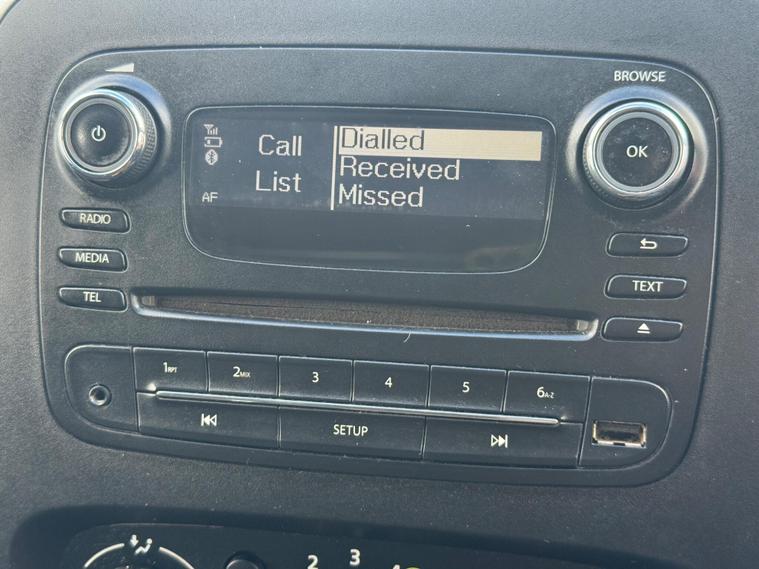 BROWSE
Call
List
Dialled
Received
Missed
AF
OK
RADIO
MEDIA
TEL
TEXT
1RPT
2MIX
3
4
5
6A-Z
SETUP
2
3